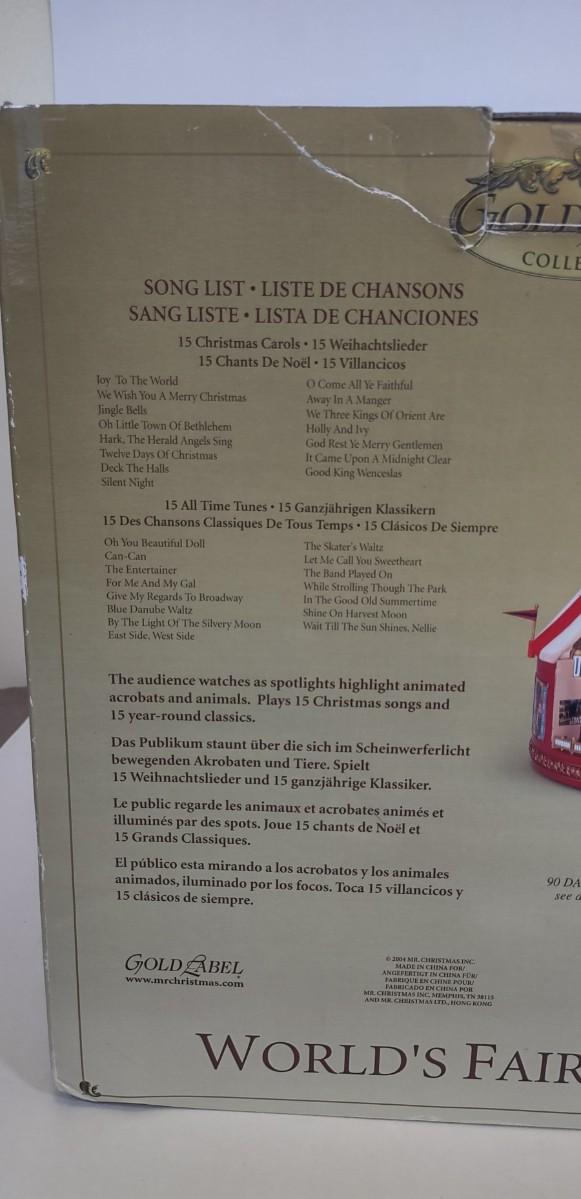 GOLD
COLLE
SONG LIST • LISTE DE CHANSONS
SANG LISTE • LISTA DE CHANCIONES
15 Christmas Carols • 15 Weihachtslieder
15 Chants De Noël • 15 Villancicos
Joy To The World
We Wish You A Merry Christmas
Jingle Bells
Oh Little Town Of Bethlehem
Hark, The Herald Angels Sing
Twelve Days Of Christmas
Deck The Halls
Silent Night
O Come All Ye Faithful
Away In A Manger
We Three Kings Of Orient Are
Holly And Ivy
God Rest Ye Merry Gentlemen
It Came Upon A Midnight Clear
Good King Wenceslas
15 All Time Tunes • 15 Ganzjährigen Klassikern
15 Des Chansons Classiques De Tous Temps • 15 Clásicos De Siempre
Oh You Beautiful Doll
Can-Can
The Entertainer
For Me And My Gal
Give My Regards To Broadway
Blue Danube Waltz
By The Light Of The Silvery Moon
East Side, West Side
The Skater's Waltz
Let Me Call You Sweetheart
The Band Played On
While Strolling Though The Park
In The Good Old Summertime
Shine On Harvest Moon
Wait Till The Sun Shines, Nellie
The audience watches as spotlights highlight animated
acrobats and animals. Plays 15 Christmas songs and
15 year-round classics.
Das Publikum staunt über die sich im Scheinwerferlicht
bewegenden Akrobaten und Tiere. Spielt
15 Weihnachtslieder und 15 ganzjährige Klassiker.
Le public regarde les animaux et acrobates animés et
illuminés par des spots. Joue 15 chants de Noël et
15 Grands Classiques.
El público esta mirando a los acrobatos y los animales
animados, iluminado por los focos. Toca 15 villancicos y
15 clásicos de siempre.
90 DA
see a
GOLD LABEL
www.mrchristmas.com
© 2004 MR. CHRISTMAS INC.
MADE IN CHINA FOR/
ANGEFERTIGT IN CHINA FÜR/
FABRIQUE EN CHINE POUR/
FABRICADO EN CHINA POR
MR. CHRISTMAS INC, MEMPHIS, TN 38115
AND MR. CHRISTMAS LTD., HONG KONG
WORLD'S FAIR